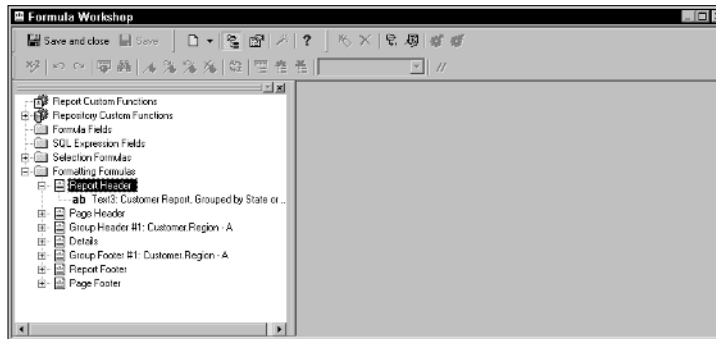 Formula Workshop
Save and close Save ?
x+2 //
Report Custom Functions
Repository Custom Functions
Formula Fields
SQL Expression Fields
Selection Formulas
Formatting Formulas
Report Header
ab Text3: Customer Report, Grouped by State or ..
Page Header
Group Header #1: Customer.Region - A
Details
Group Footer #1: Customer.Region - A
Report Footer
Page Footer